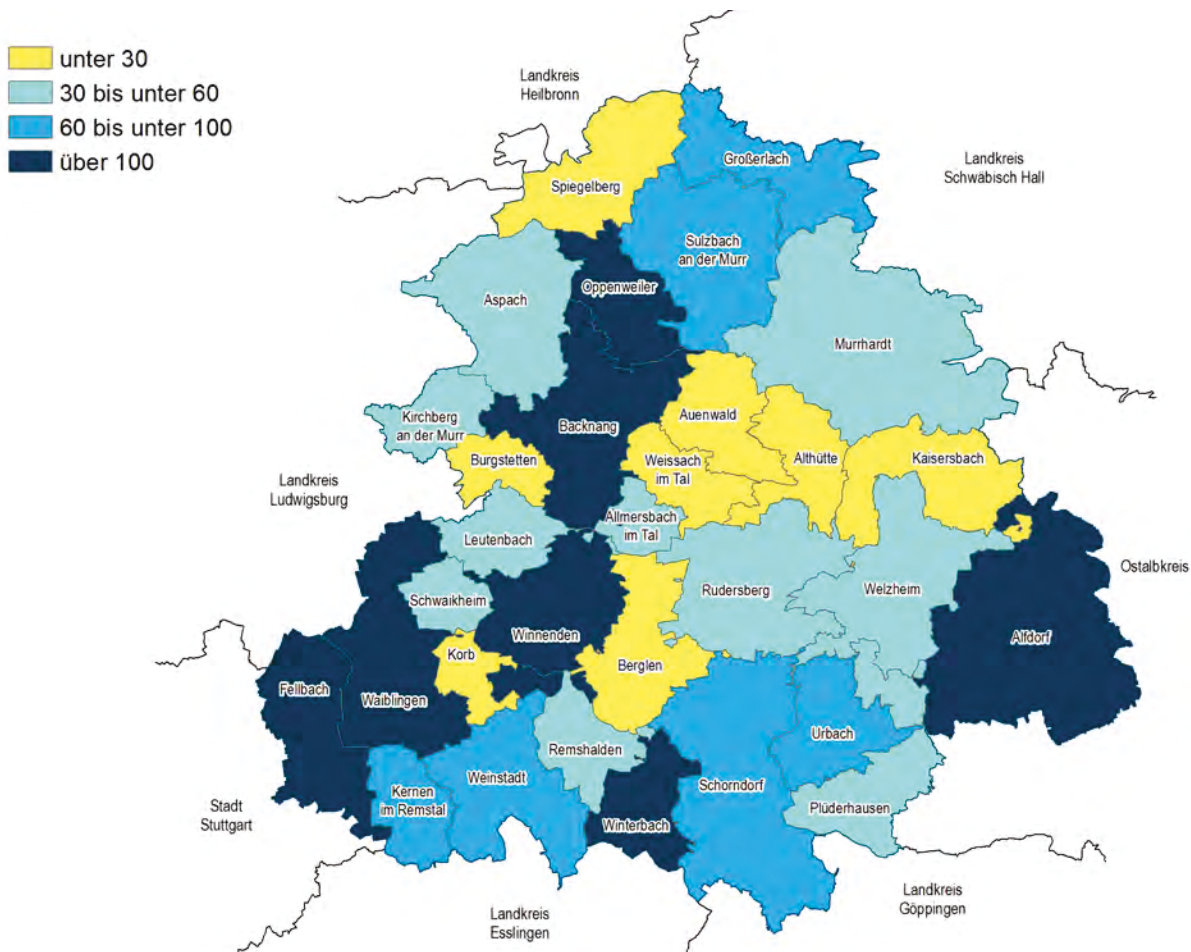 unter 30
30 bis unter 60
60 bis unter 100
über 100
Landkreis
Heilbronn
Landkreis
Schwäbisch Hall
Großerlach
Spiegelberg
Sulzbach
an der Murr
Oppenweiler
Aspach
Murrhardt
Kirchberg
an der Murr
Backnang
Auenwald
Burgstetten
Weissach
im Tal
Althütte
Kaisersbach
Landkreis
Ludwigsburg
Allmersbach
im Tal
Leutenbach
Ostalbkreis
Schwaikheim
Rudersberg
Welzheim
Winnenden
Alfdorf
Korb
Berglen
Fellbach
Waiblingen
Urbach
Remshalden
Weinstadt
Schorndorf
Kernen
im Remstal
Plüderhausen
Stadt
Stuttgart
Winterbach
Landkreis
Göppingen
Landkreis
Esslingen